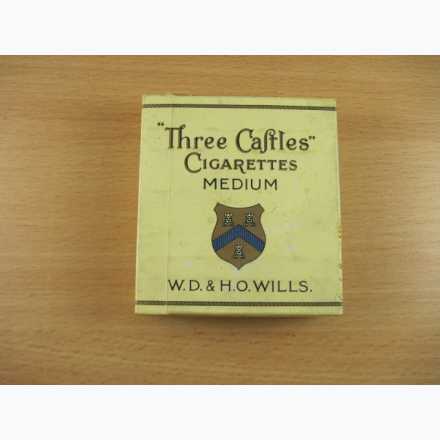 "Three Caſtles"
CIGARETTES
MEDIUM
W.D. & H.O. WILLS.